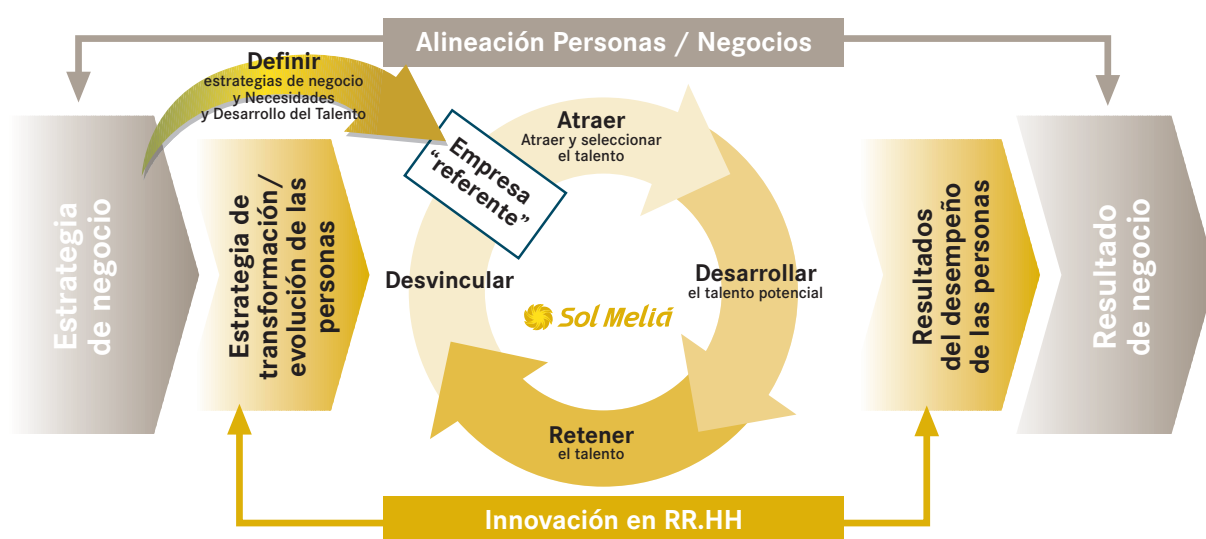 Alineación Personas / Negocios
Definir
estrategias de negocio
y Necesidades
y Desarrollo del Talento
Estrategia
de negocio
Estrategia de
transformación/
evolución de las
personas
Empresa
“referente”
Atraer
Atraer y seleccionar
el talento
Desvincular
Desarrollar
el talento potencial
Sol Meliá
Retener
el talento
Resultados
del desempeño
de las personas
Resultado
de negocio
Innovación en RR.HH